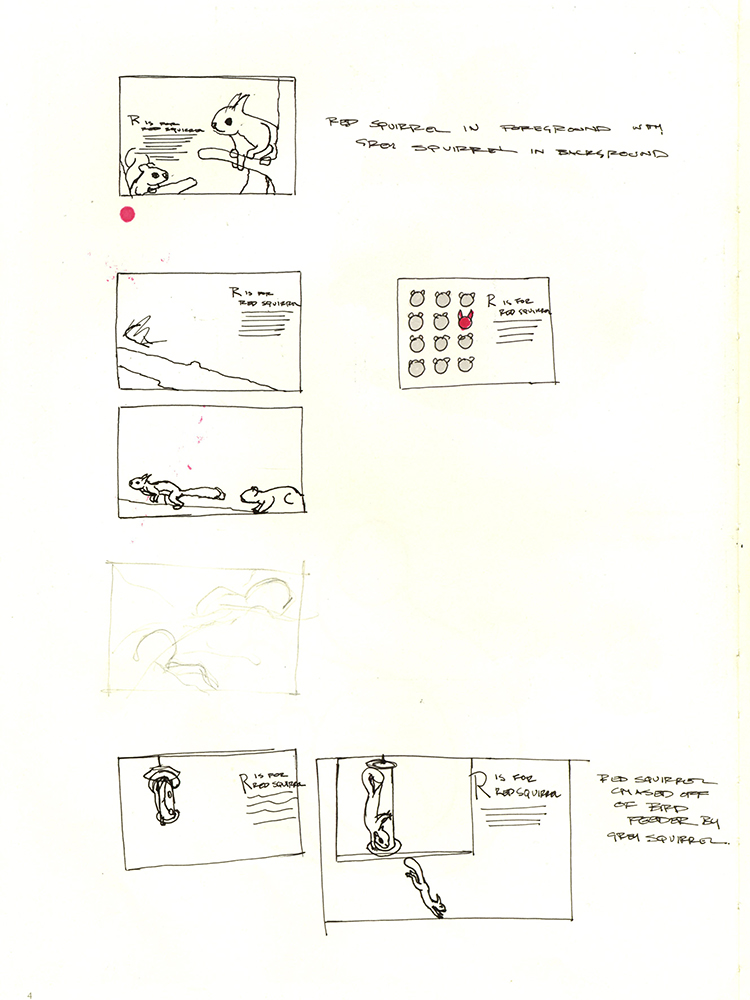 R IS FOR
RED SQUIRREL
RED SQUIRREL IN FOREGROUND WITH
GREY SQUIRREL IN BACKGROUND
R IS FOR
RED SQUIRREL
R IS FOR
RED SQUIRREL
R IS FOR
RED SQUIRREL
R IS FOR
RED SQUIRREL
RED SQUIRREL
CHASED OFF
OF BIRD
FEEDER BY
GREY SQUIRREL.
4